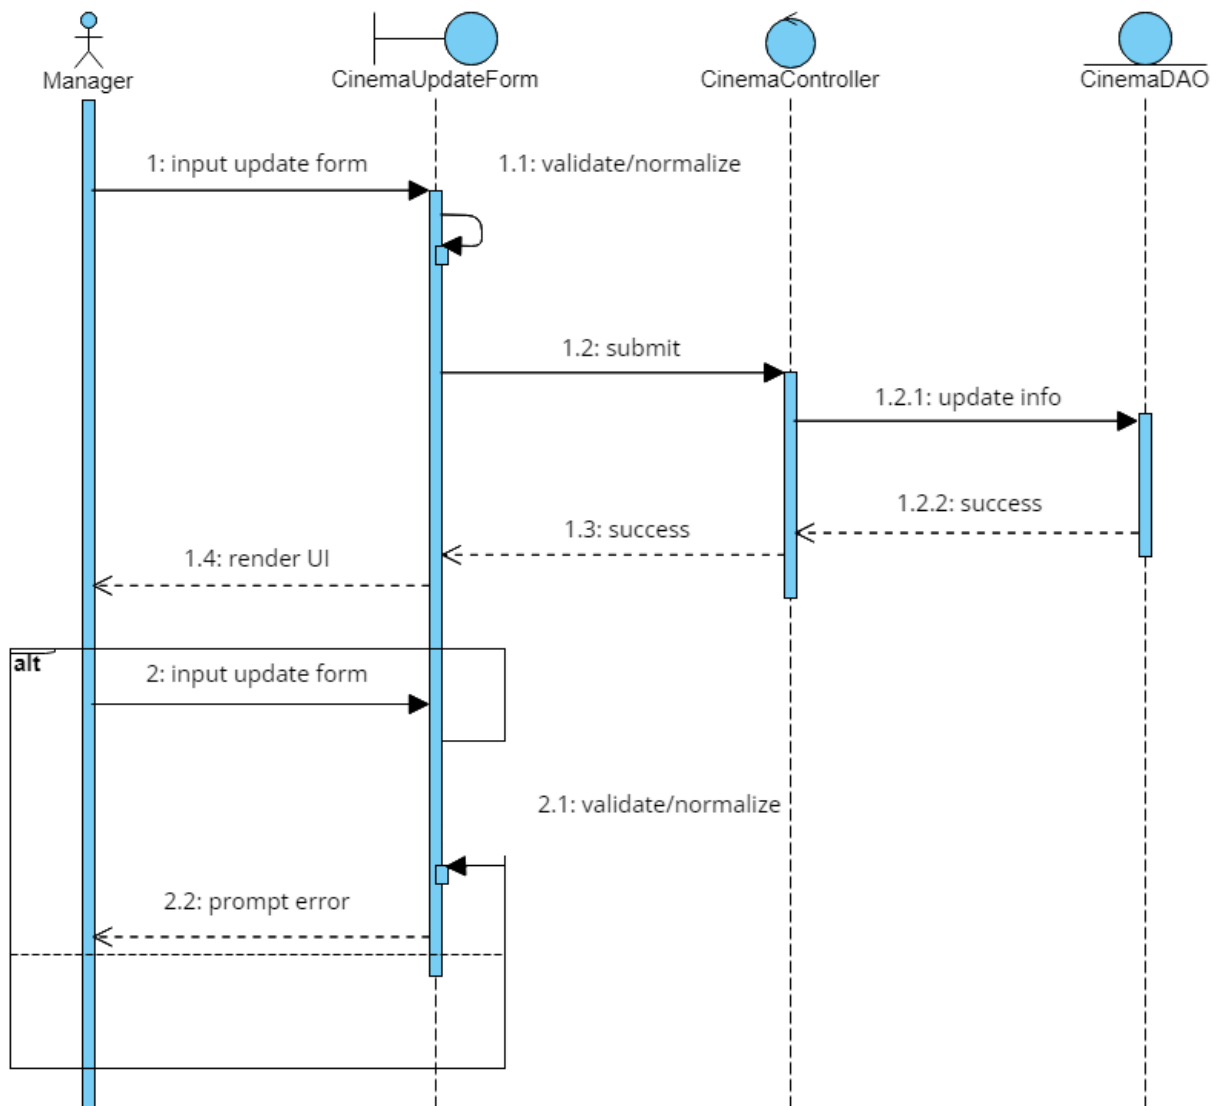 Manager
CinemaUpdateForm
CinemaController
CinemaDAO
1: input update form
1.1: validate/normalize
1.2: submit
1.2.1: update info
1.2.2: success
1.3: success
1.4: render UI
alt
2: input update form
2.1: validate/normalize
2.2: prompt error